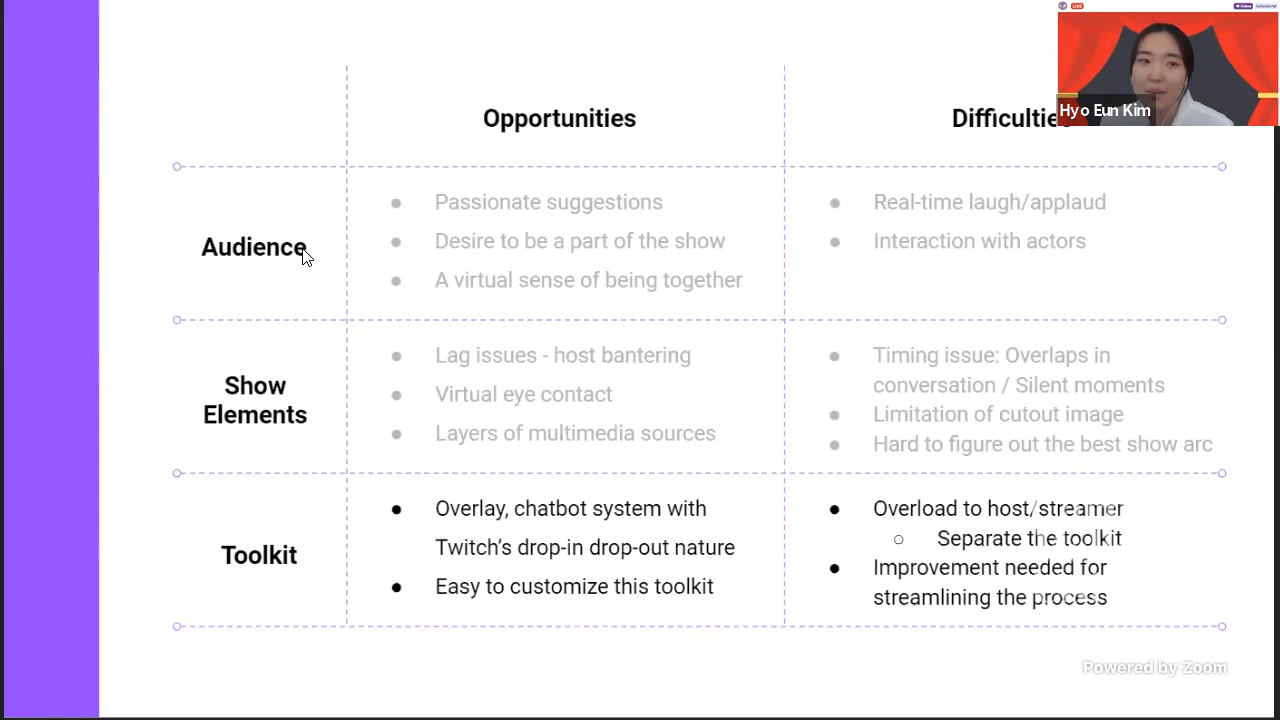 LIVE
Follow
Subscribe
Hyo Eun Kim
Opportunities
Difficulties
Audience
Passionate suggestions
Desire to be a part of the show
A virtual sense of being together
Real-time laugh/applaud
Interaction with actors
Show
Elements
Lag issues - host bantering
Virtual eye contact
Layers of multimedia sources
Timing issue: Overlaps in
conversation / Silent moments
Limitation of cutout image
Hard to figure out the best show arc
Toolkit
Overlay, chatbot system with
Twitch’s drop-in drop-out nature
Easy to customize this toolkit
Overload to host/streamer
Separate the toolkit
Improvement needed for
streamlining the process
Powered by Zoom